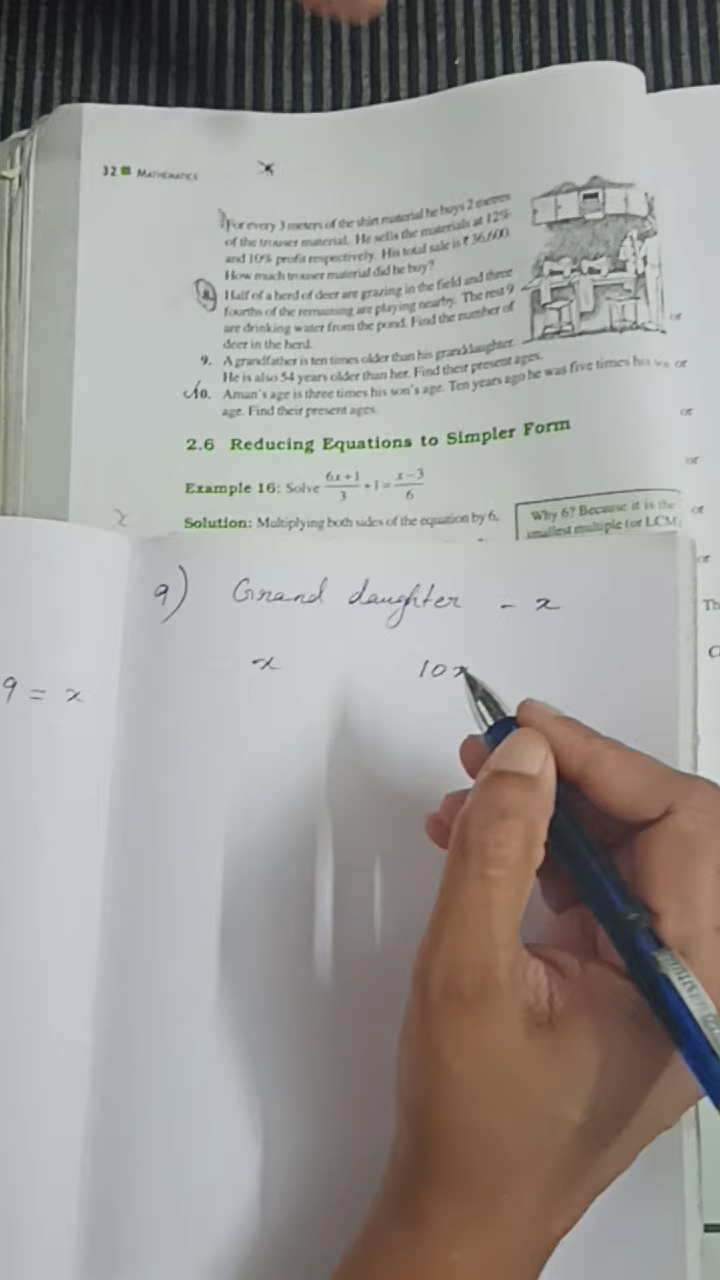 32 MATHEMATICS
For every 3 meters of the shirt material he buys 2 metres
of the trouser material. He sells the materials at 12%
and 10% profit respectively. His total sale is ₹ 36,600.
How much trouser material did he buy?
8. Half of a herd of deer are grazing in the field and three
fourths of the remaining are playing nearby. The rest 9
are drinking water from the pond. Find the number of
deer in the herd.
9. A grandfather is ten times older than his granddaughter.
He is also 54 years older than her. Find their present ages.
10. Aman's age is three times his son's age. Ten years ago he was five times his son's
age. Find their present ages.
2.6 Reducing Equations to Simpler Form
Example 16: Solve (6x+1)/3 + 1 = (x-3)/6
Solution: Multiplying both sides of the equation by 6,
Why 6? Because it is the
smallest multiple (or LCM)
or
or
or
or
or
or
Th
9) Grand daughter - x
x 10x
9 = x